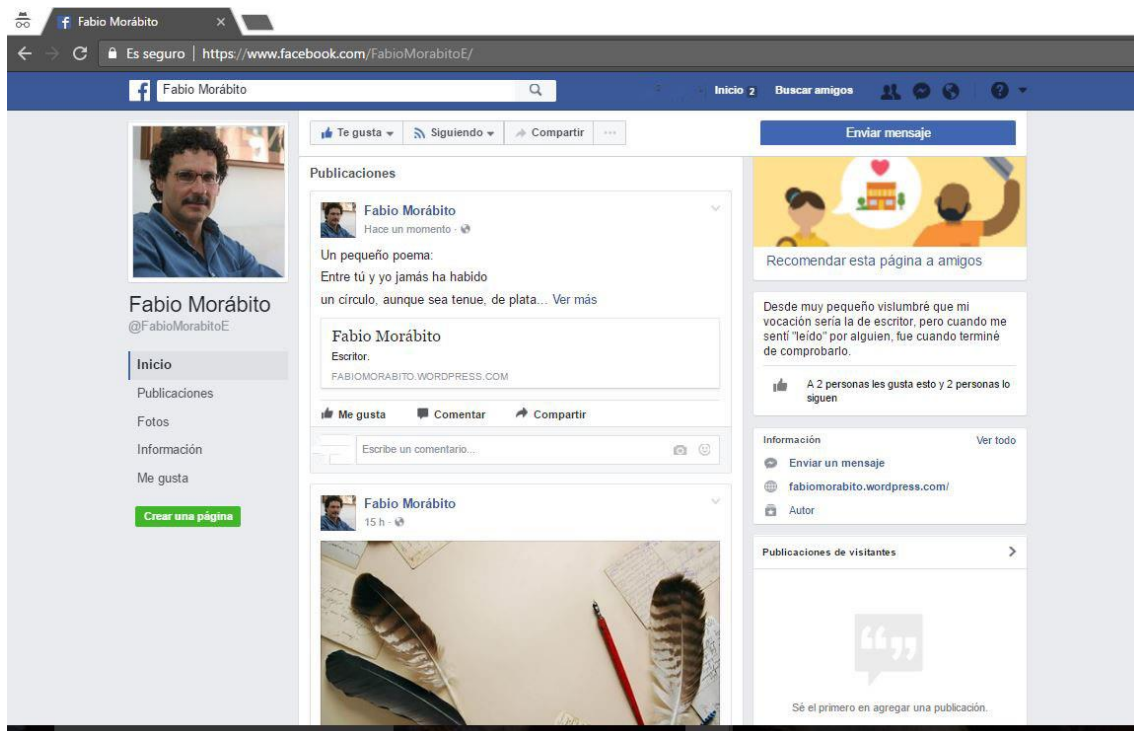 Fabio Morábito
Es seguro | https://www.facebook.com/FabioMorabitoE/
Fabio Morábito
Inicio 2 Buscar amigos
Te gusta Siguiendo Compartir
Enviar mensaje
Publicaciones
Fabio Morábito
Hace un momento
Un pequeño poema:
Entre tú y yo jamás ha habido
un círculo, aunque sea tenue, de plata... Ver más
Fabio Morábito
Escritor.
FABIOMORABITO.WORDPRESS.COM
Me gusta Comentar Compartir
Escribe un comentario...
Fabio Morábito
15 h
Fabio Morábito
@FabioMorabitoE
Inicio
Publicaciones
Fotos
Información
Me gusta
Crear una página
Recomendar esta página a amigos
Desde muy pequeño vislumbré que mi
vocación sería la de escritor, pero cuando me
sentí "leído" por alguien, fue cuando terminé
de comprobarlo.
A 2 personas les gusta esto y 2 personas lo
siguen
Información Ver todo
Enviar un mensaje
fabiomorabito.wordpress.com/
Autor
Publicaciones de visitantes
Sé el primero en agregar una publicación.